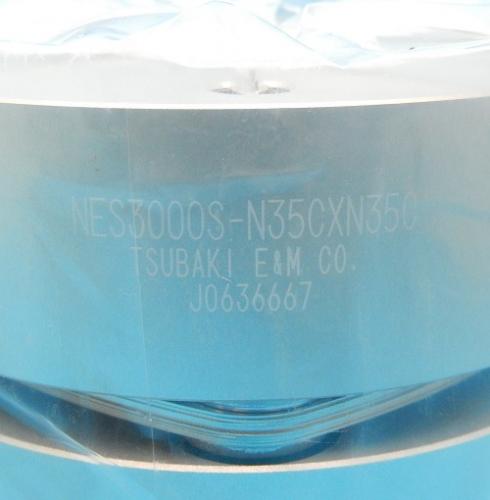 NES3000S-N35CXN35C
TSUBAKI E&M CO.
J0636667